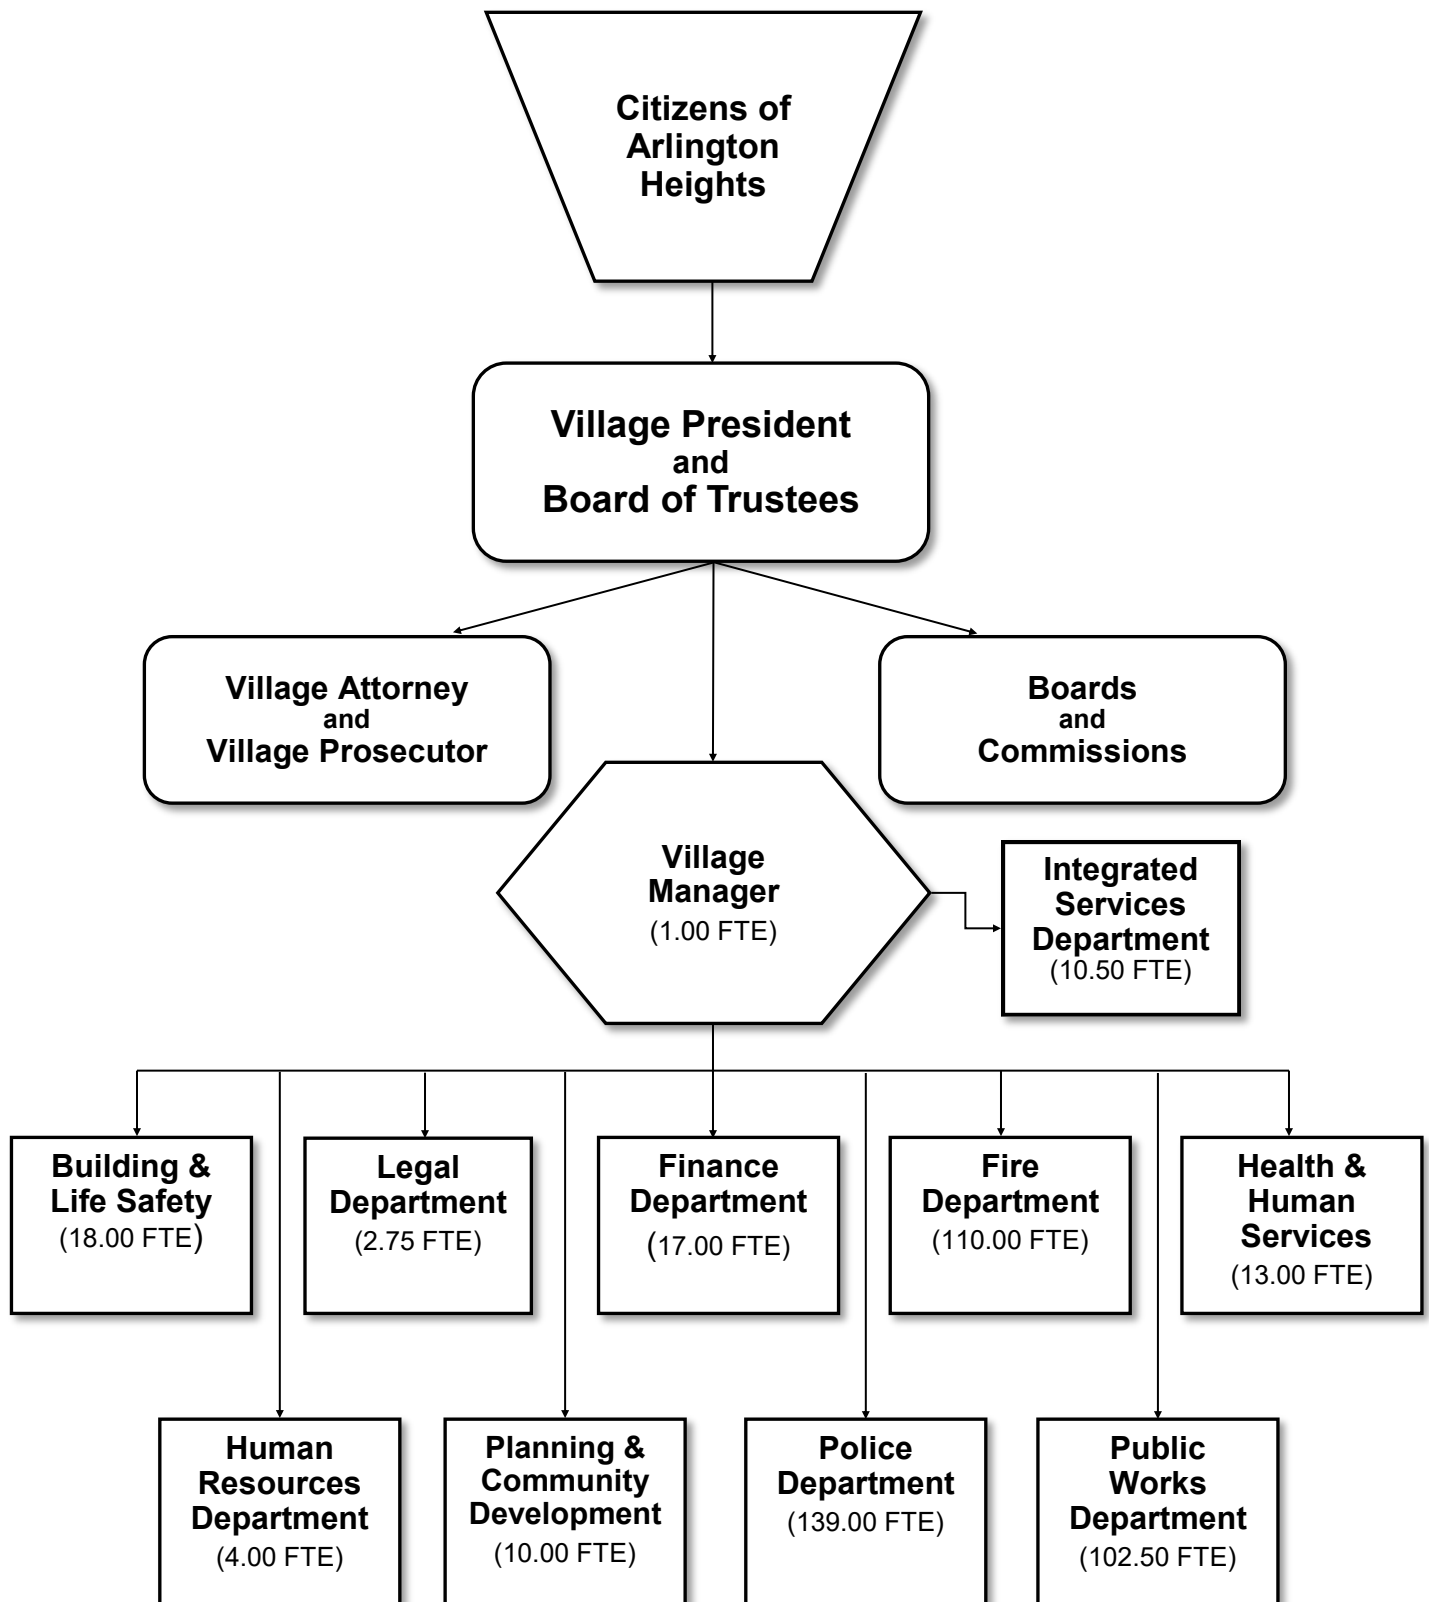 Citizens of
Arlington
Heights
Village President
and
Board of Trustees
Village Attorney
and
Village Prosecutor
Boards
and
Commissions
Village
Manager
(1.00 FTE)
Integrated
Services
Department
(10.50 FTE)
Building &
Life Safety
(18.00 FTE)
Legal
Department
(2.75 FTE)
Finance
Department
(17.00 FTE)
Fire
Department
(110.00 FTE)
Health &
Human
Services
(13.00 FTE)
Human
Resources
Department
(4.00 FTE)
Planning &
Community
Development
(10.00 FTE)
Police
Department
(139.00 FTE)
Public
Works
Department
(102.50 FTE)